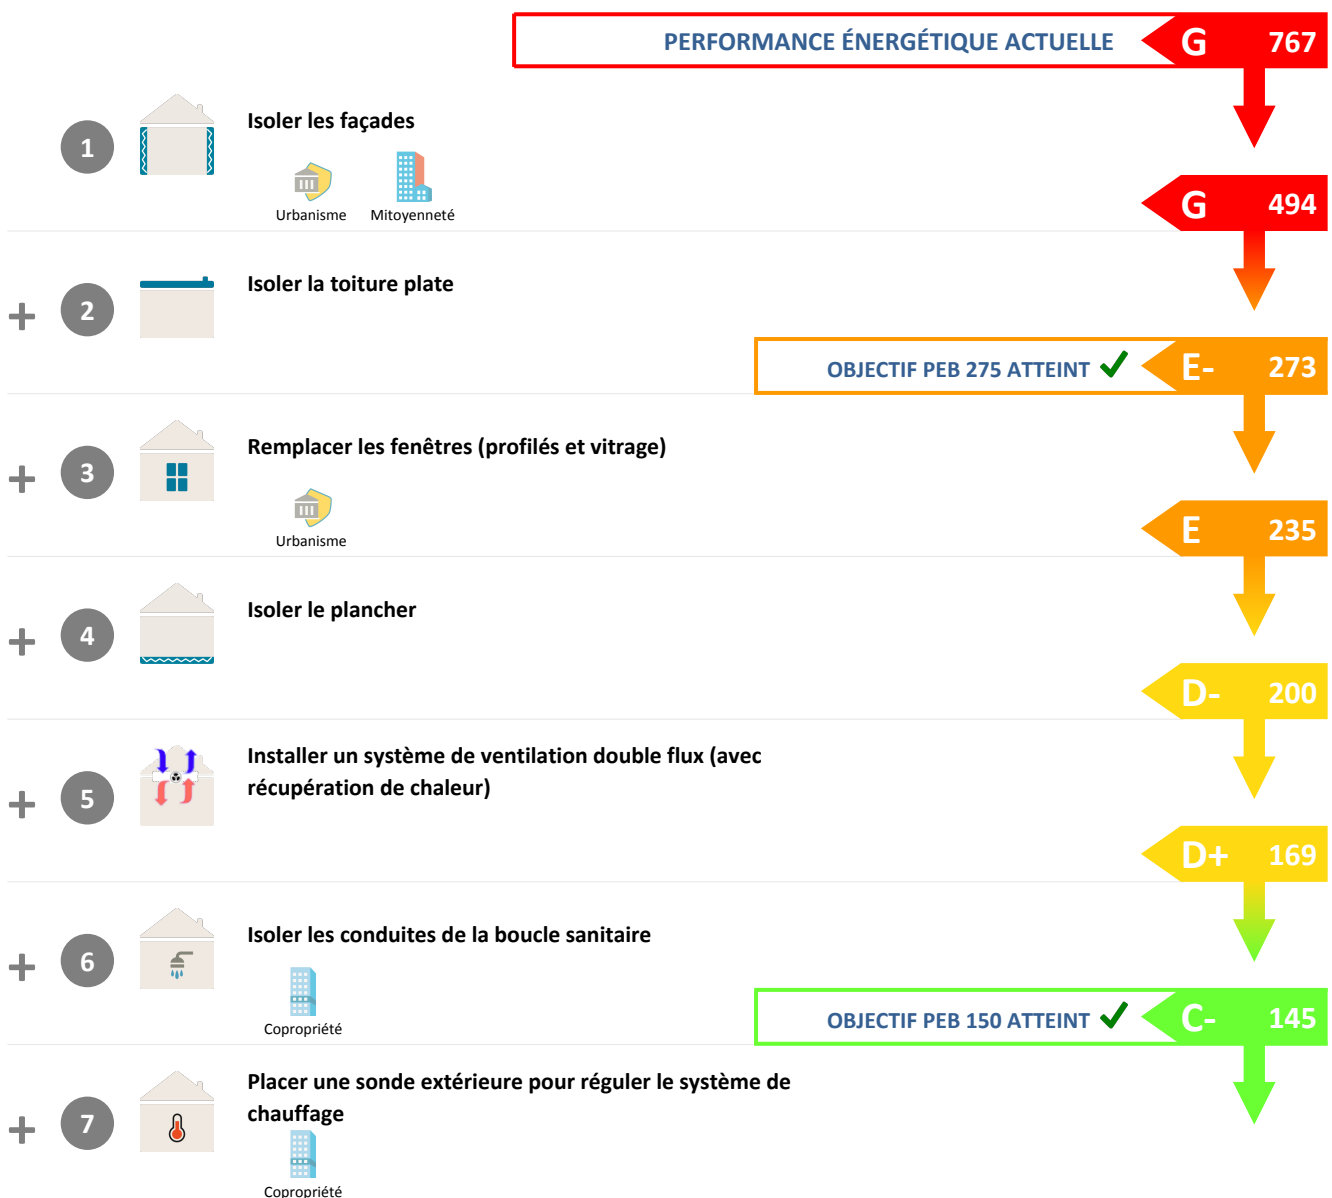 PERFORMANCE ÉNERGÉTIQUE ACTUELLE G 767
1 Isoler les façades
Urbanisme Mitoyenneté
G 494
+ 2 Isoler la toiture plate
OBJECTIF PEB 275 ATTEINT E- 273
+ 3 Remplacer les fenêtres (profilés et vitrage)
Urbanisme
E 235
+ 4 Isoler le plancher
D- 200
+ 5 Installer un système de ventilation double flux (avec
récupération de chaleur)
D+ 169
+ 6 Isoler les conduites de la boucle sanitaire
Copropriété
OBJECTIF PEB 150 ATTEINT C- 145
+ 7 Placer une sonde extérieure pour réguler le système de
chauffage
Copropriété